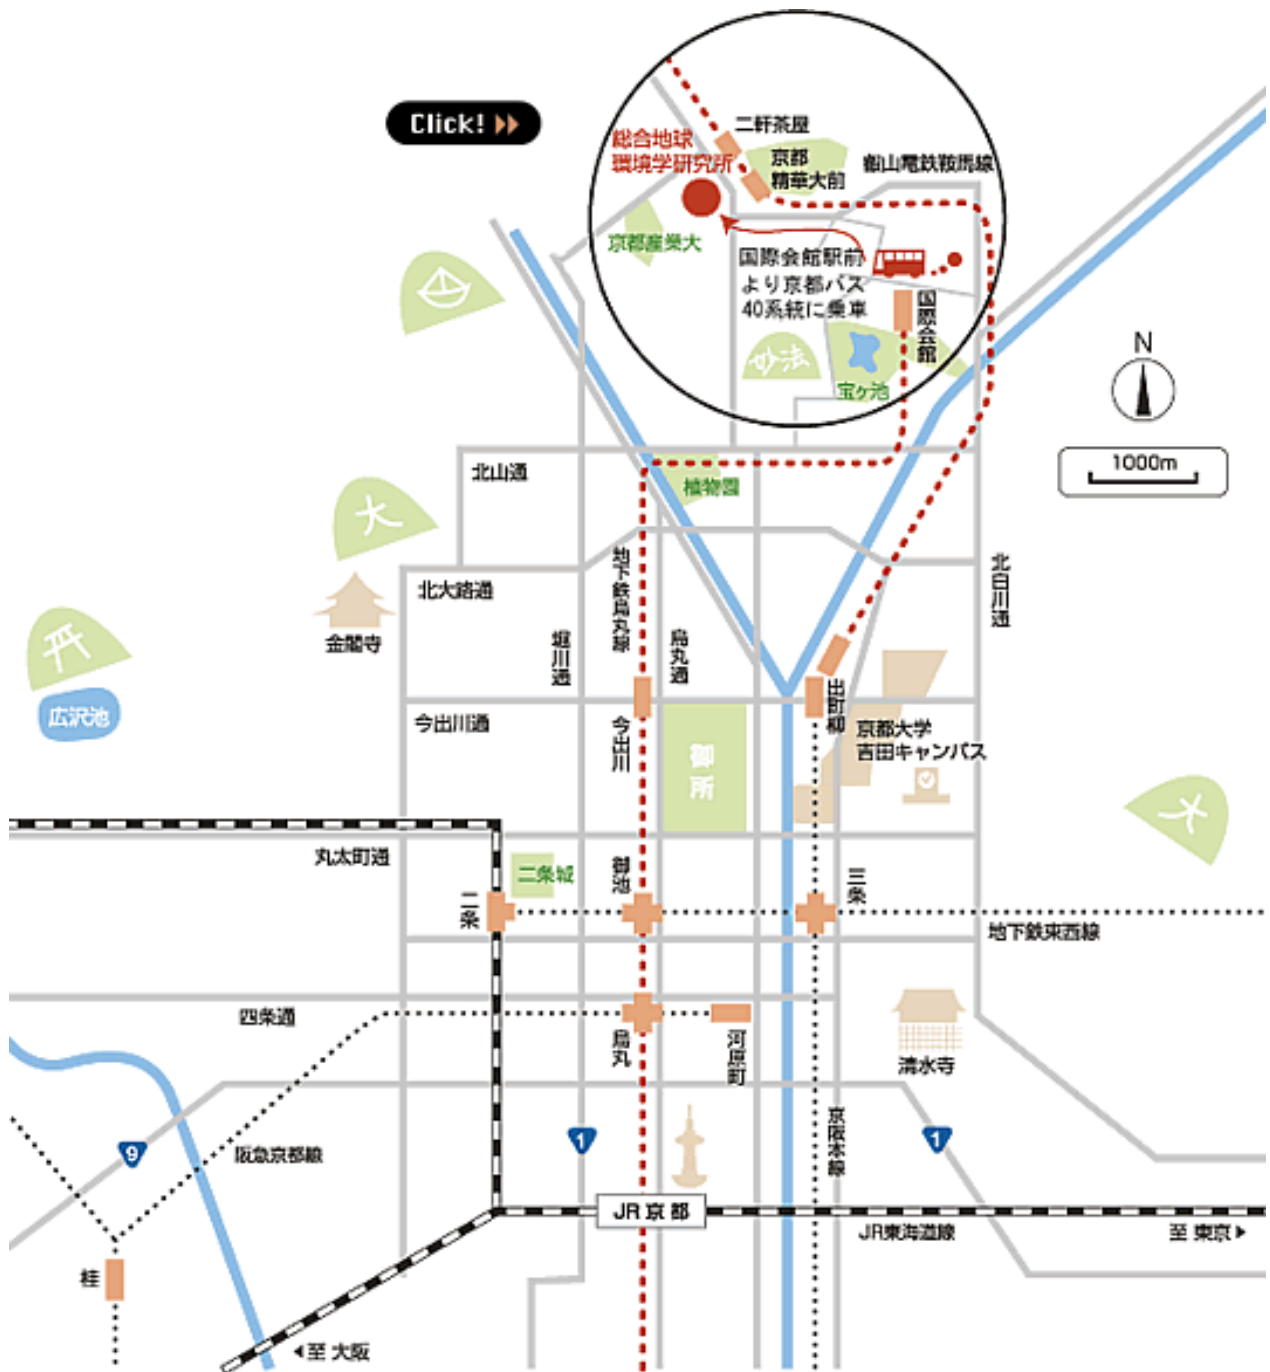 Click!
二軒茶屋
総合地球
環境学研究所
京都
精華大前
叡山電鉄鞍馬線
京都産業大
国際会館駅前
より京都バス
40系統に乗車
国際会館
妙法
宝ヶ池
N
1000m
北山通
植物園
大
北大路通
地下鉄烏丸線
北白川通
金閣寺
堀川通
烏丸通
広沢池
今出川通
今出川
御所
出町柳
京都大学
吉田キャンパス
大
丸太町通
二条城
御池
三条
二条
地下鉄東西線
四条通
烏丸
河原町
清水寺
9
阪急京都線
1
京阪本線
1
JR京都
JR東海道線
至 東京
桂
至 大阪